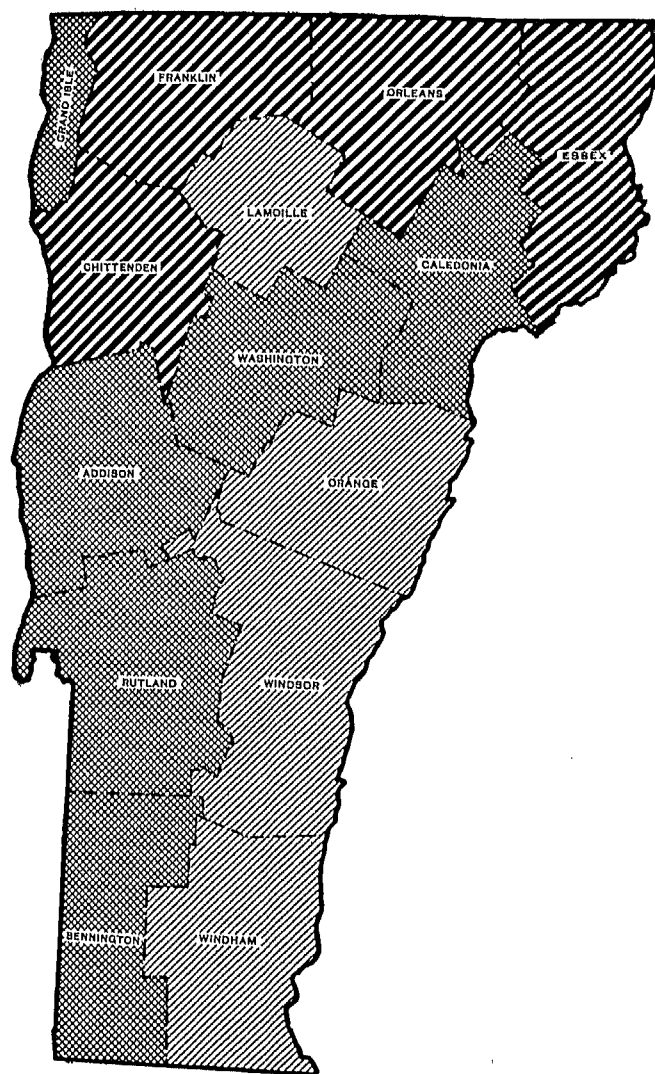 GRAND ISLE
FRANKLIN
ORLEANS
ESSEX
LAMOILLE
CHITTENDEN
CALEDONIA
WASHINGTON
ADDISON
ORANGE
RUTLAND
WINDSOR
BENNINGTON
WINDHAM